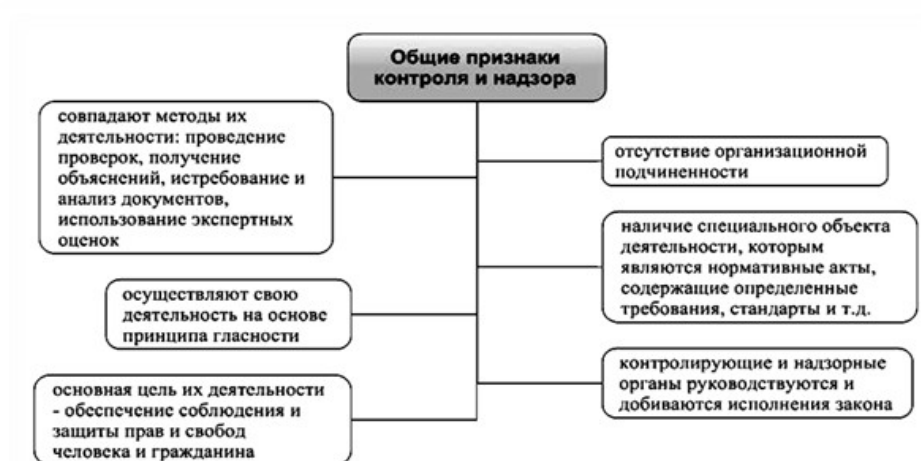 Общие признаки
контроля и надзора
совпадают методы их
деятельности: проведение
проверок, получение
объяснений, истребование и
анализ документов,
использование экспертных
оценок
осуществляют свою
деятельность на основе
принципа гласности
основная цель их деятельности
- обеспечение соблюдения и
защиты прав и свобод
человека и гражданина
отсутствие организационной
подчиненности
наличие специального объекта
деятельности, которым
являются нормативные акты,
содержащие определенные
требования, стандарты и т.д.
контролирующие и надзорные
органы руководствуются и
добиваются исполнения закона